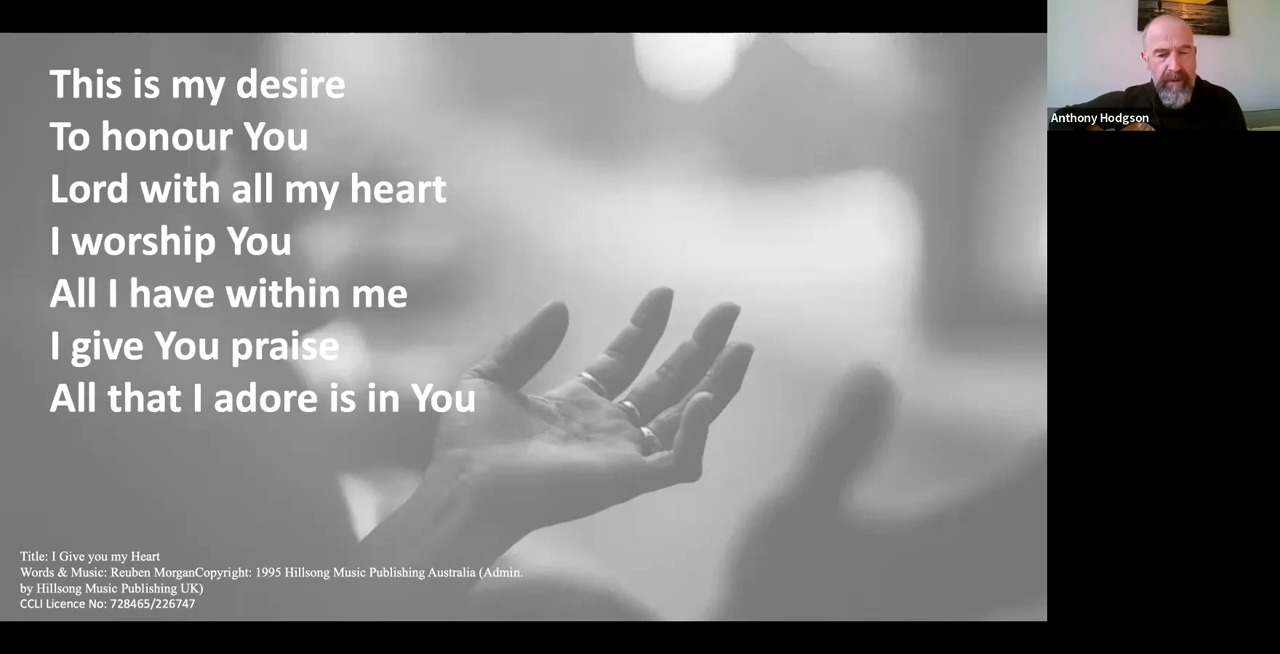 This is my desire
To honour You
Lord with all my heart
I worship You
All I have within me
I give You praise
All that I adore is in You
Title: I Give you my Heart
Words & Music: Reuben MorganCopyright: 1995 Hillsong Music Publishing Australia (Admin.
by Hillsong Music Publishing UK)
CCLI Licence No: 728465/226747
Anthony Hodgson